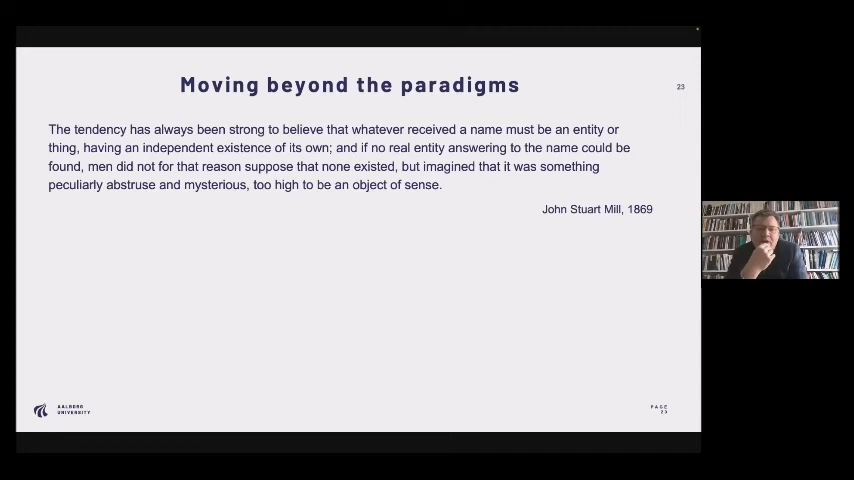 Moving beyond the paradigms
23
The tendency has always been strong to believe that whatever received a name must be an entity or
thing, having an independent existence of its own; and if no real entity answering to the name could be
found, men did not for that reason suppose that none existed, but imagined that it was something
peculiarly abstruse and mysterious, too high to be an object of sense.
John Stuart Mill, 1869
AALBORG
UNIVERSITY
PAGE
23